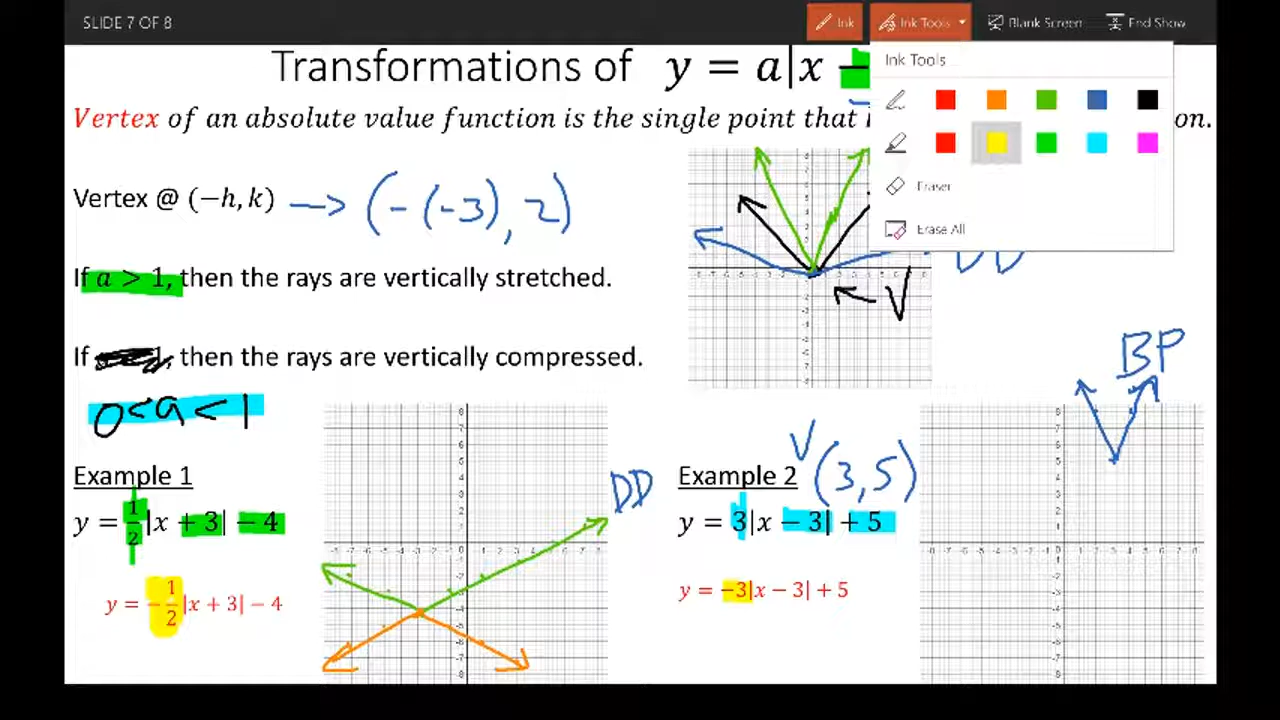 SLIDE 7 OF 8
Ink
Ink Tools
Blank Screen
End Show
Transformations of y = a|x −
Ink Tools
Vertex of an absolute value function is the single point that on.
Eraser
Erase All
Vertex @ (−h, k) → (-(-3), 2)
If a > 1, then the rays are vertically stretched.
DD
V
If , then the rays are vertically compressed.
0<a<1
BP
Example 1
DD
Example 2
V (3,5)
y = 1/2|x + 3| − 4
y = 3|x − 3| + 5
y = −1/2|x + 3| − 4
y = −3|x − 3| + 5